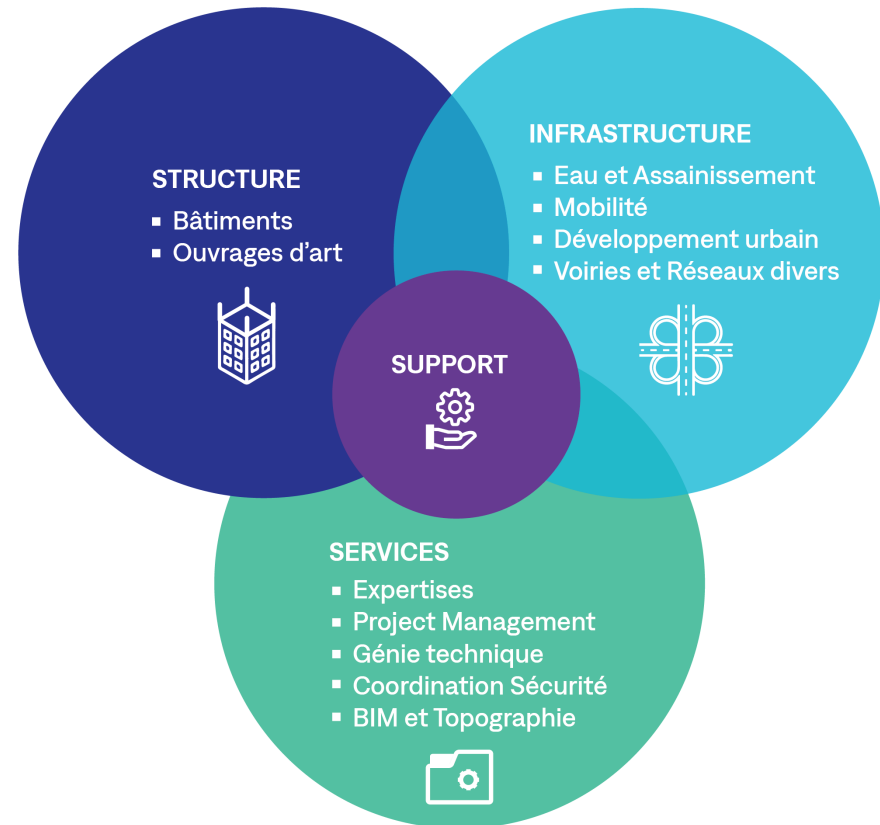 STRUCTURE
▪ Bâtiments
▪ Ouvrages d’art
INFRASTRUCTURE
▪ Eau et Assainissement
▪ Mobilité
▪ Développement urbain
▪ Voiries et Réseaux divers
SUPPORT
SERVICES
▪ Expertises
▪ Project Management
▪ Génie technique
▪ Coordination Sécurité
▪ BIM et Topographie